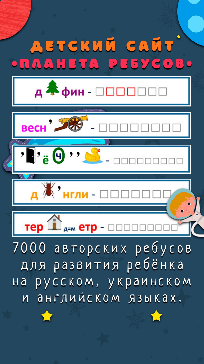 ДЕТСКИЙ САЙТ
•ПЛАНЕТА РЕБУСОВ•
д фин -
весн ' -
' ' ё Ч ' ' -
д ' нгли -
тер дом етр -
7000 авторских ребусов
для развития ребёнка
на русском, украинском
и английском языках.